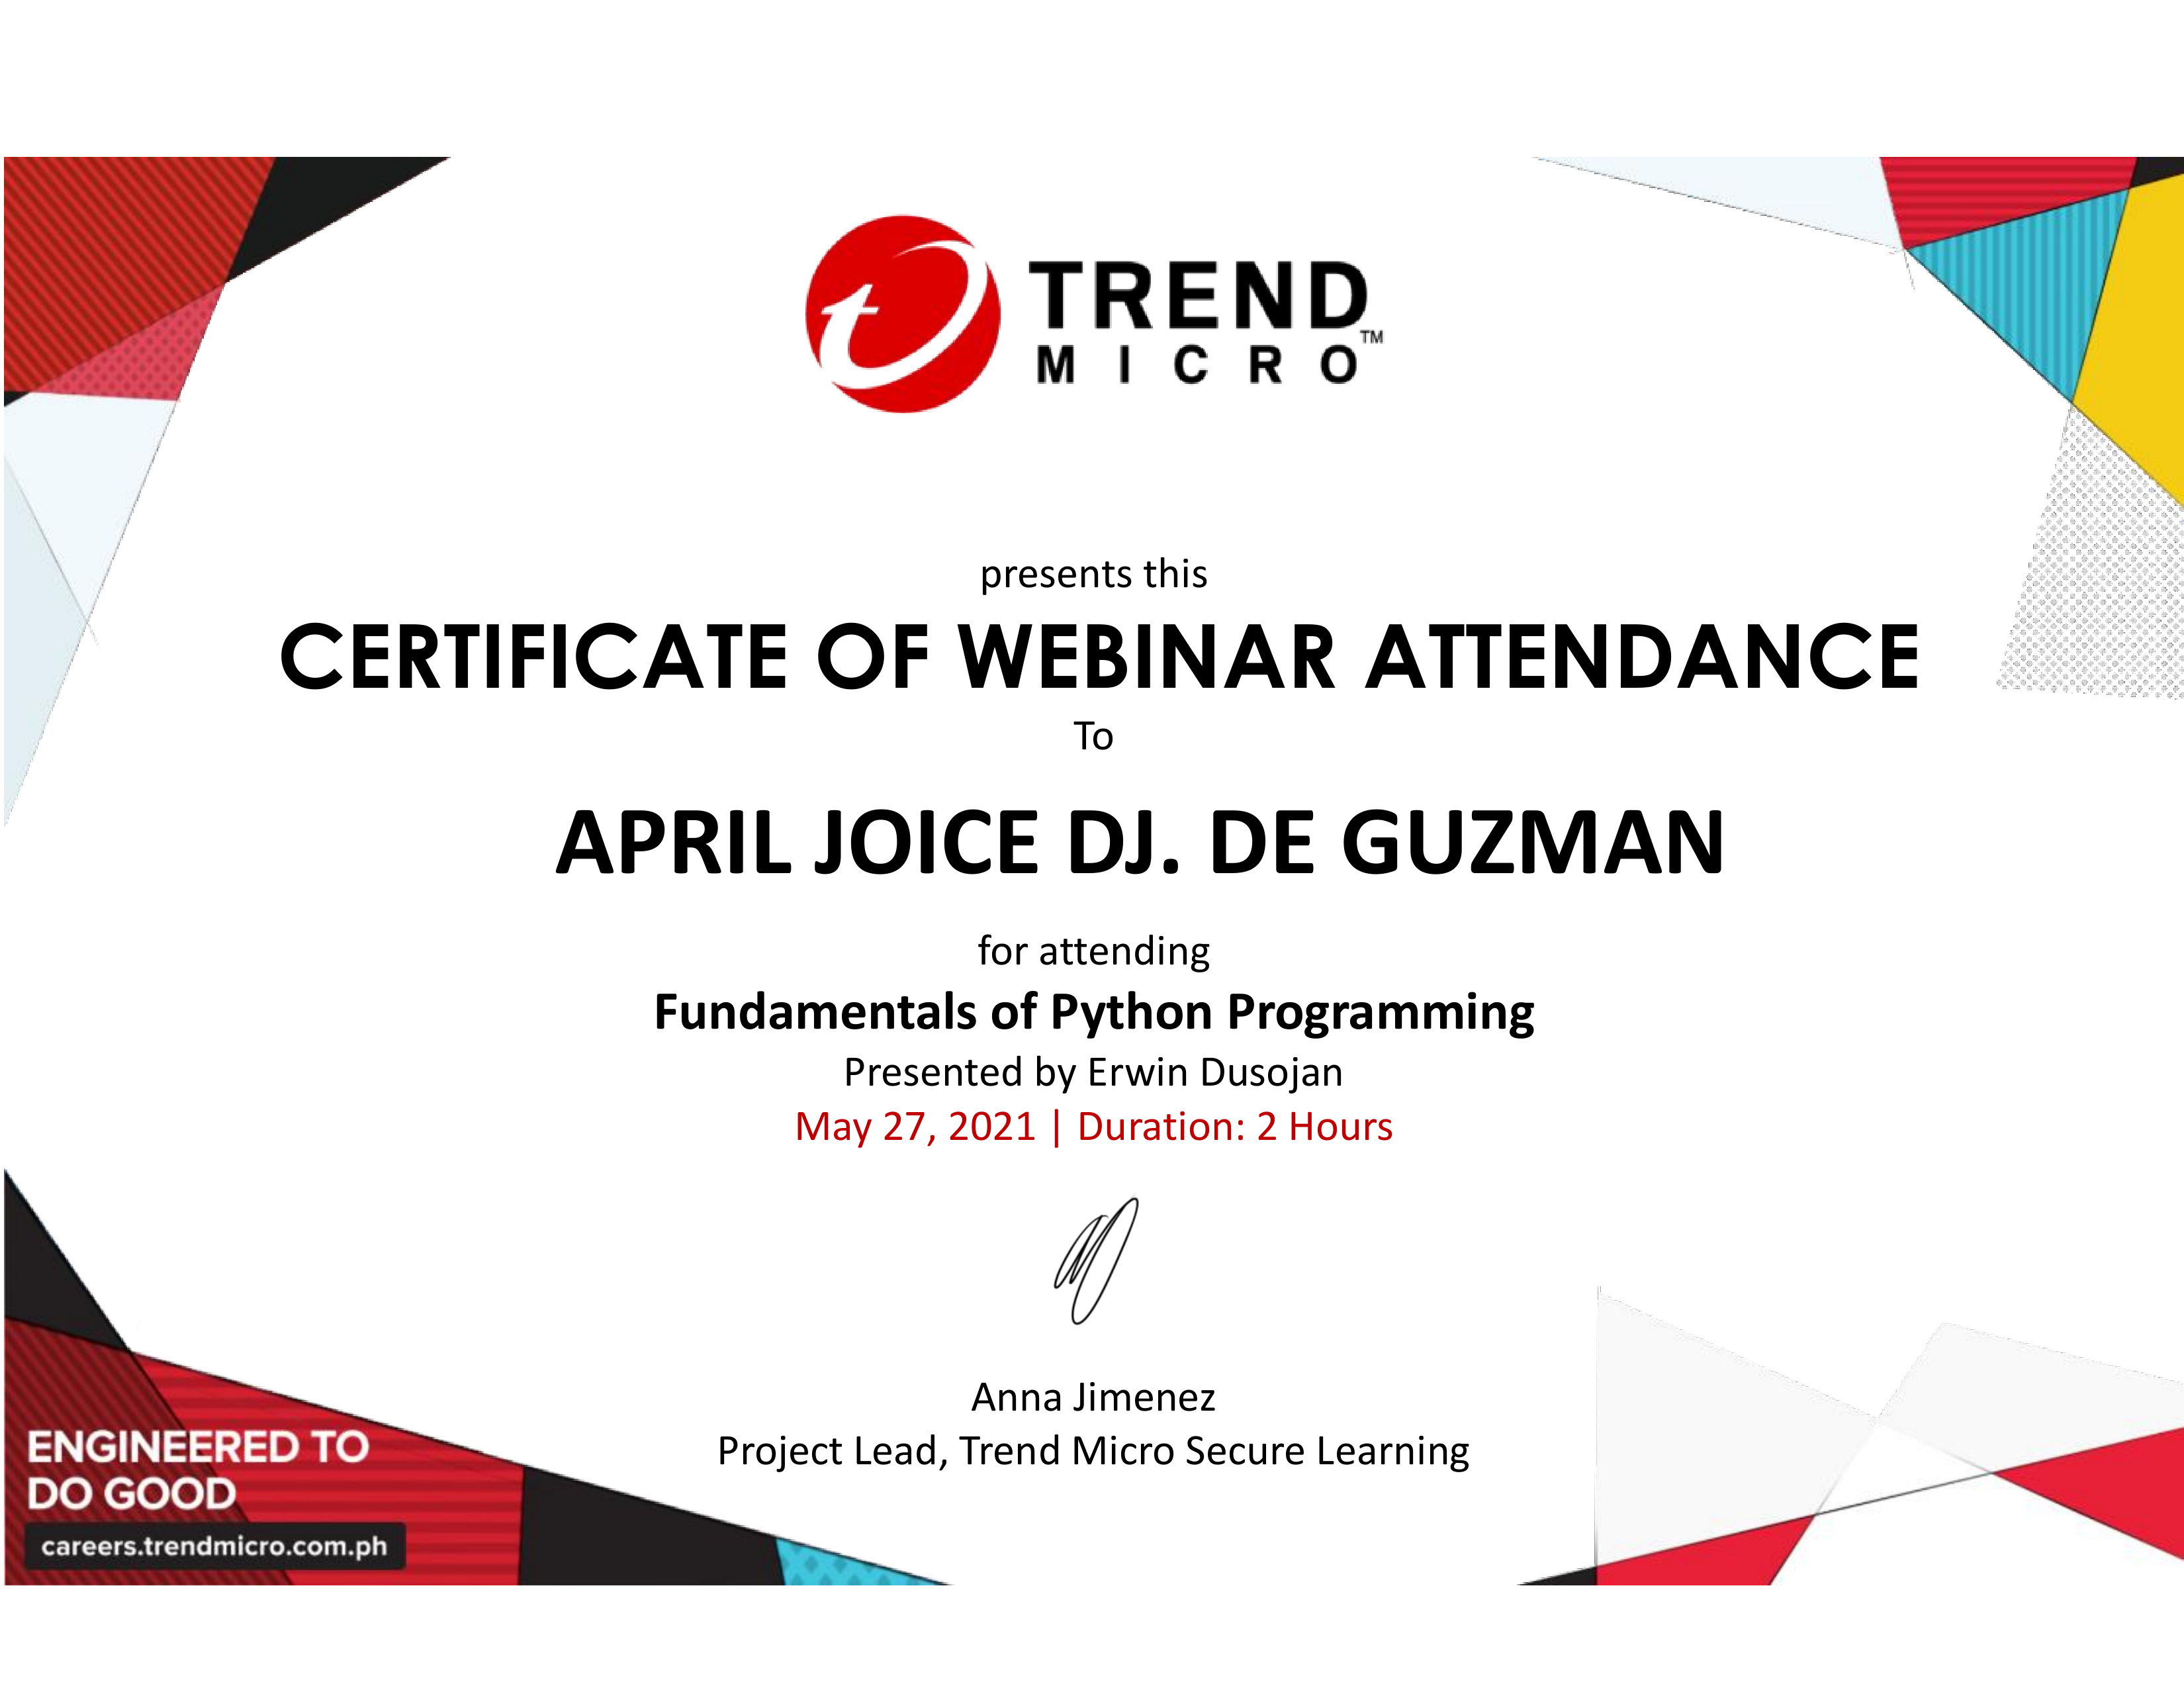 TREND
MICRO™
presents this
CERTIFICATE OF WEBINAR ATTENDANCE
To
APRIL JOICE DJ. DE GUZMAN
for attending
Fundamentals of Python Programming
Presented by Erwin Dusojan
May 27, 2021 | Duration: 2 Hours
Anna Jimenez
Project Lead, Trend Micro Secure Learning
ENGINEERED TO
DO GOOD
careers.trendmicro.com.ph